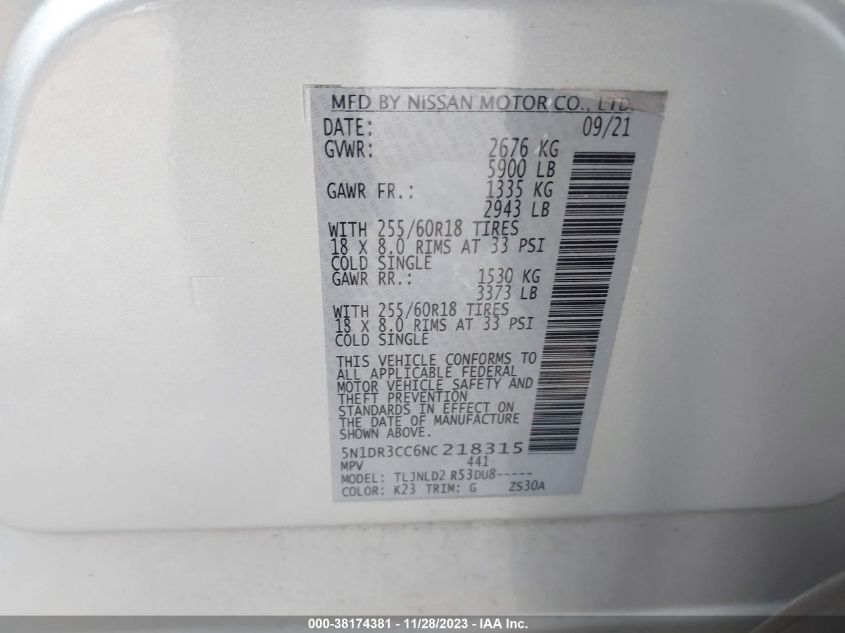 MFD BY NISSAN MOTOR CO., LTD.
DATE: 09/21
GVWR: 2676 KG
5900 LB
GAWR FR.: 1335 KG
2943 LB
WITH 255/60R18 TIRES
18 X 8.0 RIMS AT 33 PSI
COLD SINGLE
GAWR RR.: 1530 KG
3373 LB
WITH 255/60R18 TIRES
18 X 8.0 RIMS AT 33 PSI
COLD SINGLE
THIS VEHICLE CONFORMS TO
ALL APPLICABLE FEDERAL
MOTOR VEHICLE SAFETY AND
THEFT PREVENTION
STANDARDS IN EFFECT ON
THE DATE OF MANUFACTURE
SHOWN ABOVE.
5N1DR3CC6NC218315
MPV 441
MODEL: TLJNLD2 R53DU8-----
COLOR: K23 TRIM: G ZS30A
000-38174381 - 11/28/2023 - IAA Inc.